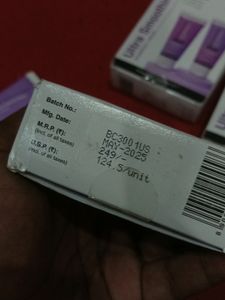 Ultra Smooth
Batch No.:
Mfg. Date:
M.R.P. (₹):
(Incl. of all taxes)
U.S.P. (₹):
(Incl. of all taxes)
BC3001US
MAY-2025
249/-
124.5/unit